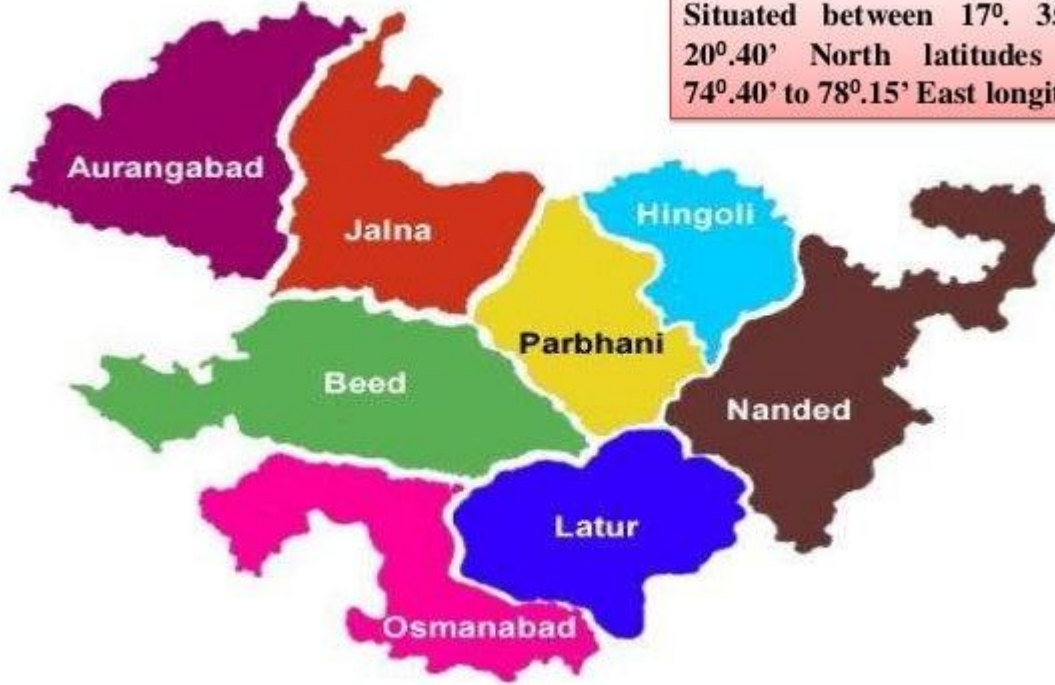 Situated between 17⁰. 
20⁰.40’ North latitudes
74⁰.40’ to 78⁰.15’ East
Aurangabad
Jalna
Hingoli
Parbhani
Beed
Nanded
Latur
Osmanabad